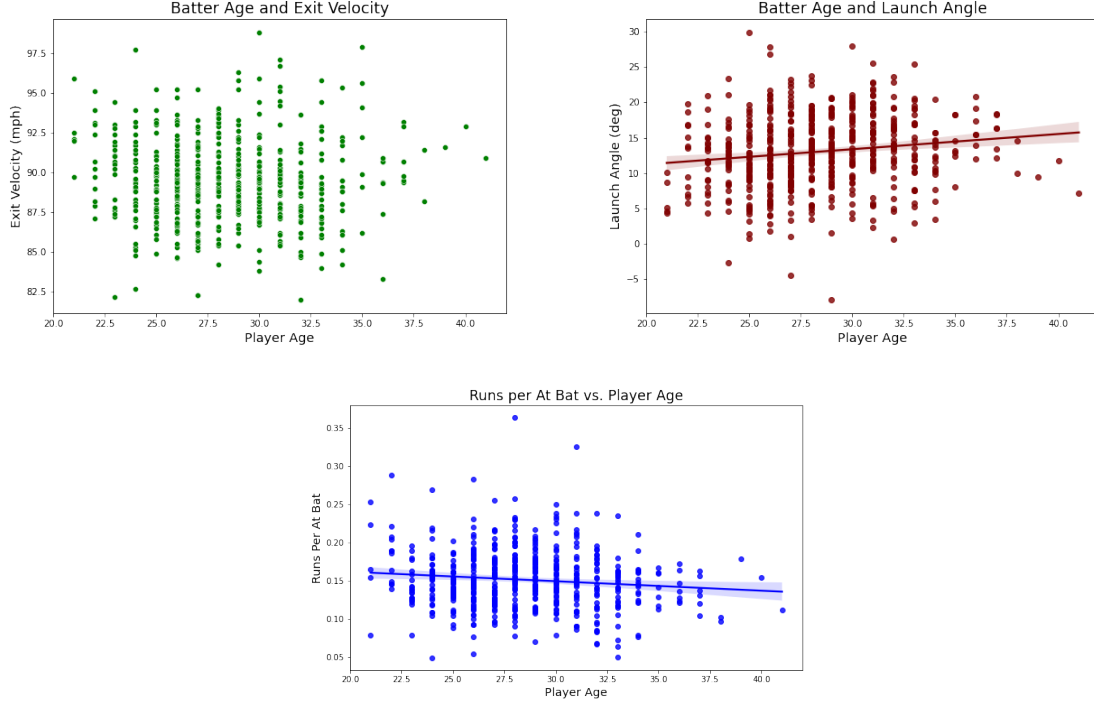 Batter Age and Exit Velocity
Exit Velocity (mph)
97.5
95.0
92.5
90.0
87.5
85.0
82.5
20.0 22.5 25.0 27.5 30.0 32.5 35.0 37.5 40.0
Player Age
Batter Age and Launch Angle
Launch Angle (deg)
30
25
20
15
10
5
0
−5
20.0 22.5 25.0 27.5 30.0 32.5 35.0 37.5 40.0
Player Age
Runs per At Bat vs. Player Age
Runs Per At Bat
0.35
0.30
0.25
0.20
0.15
0.10
0.05
20.0 22.5 25.0 27.5 30.0 32.5 35.0 37.5 40.0
Player Age